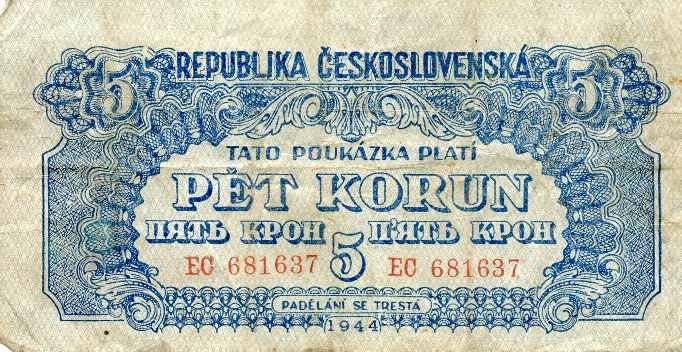 5 REPUBLIKA ČESKOSLOVENSKÁ 5
TATO POUKÁZKA PLATÍ
PĚT KORUN
ПЯТЬ КРОН 5 П'ЯТЬ КРОН
EC 681637 EC 681637
PADĚLÁNÍ SE TRESTÁ
1944